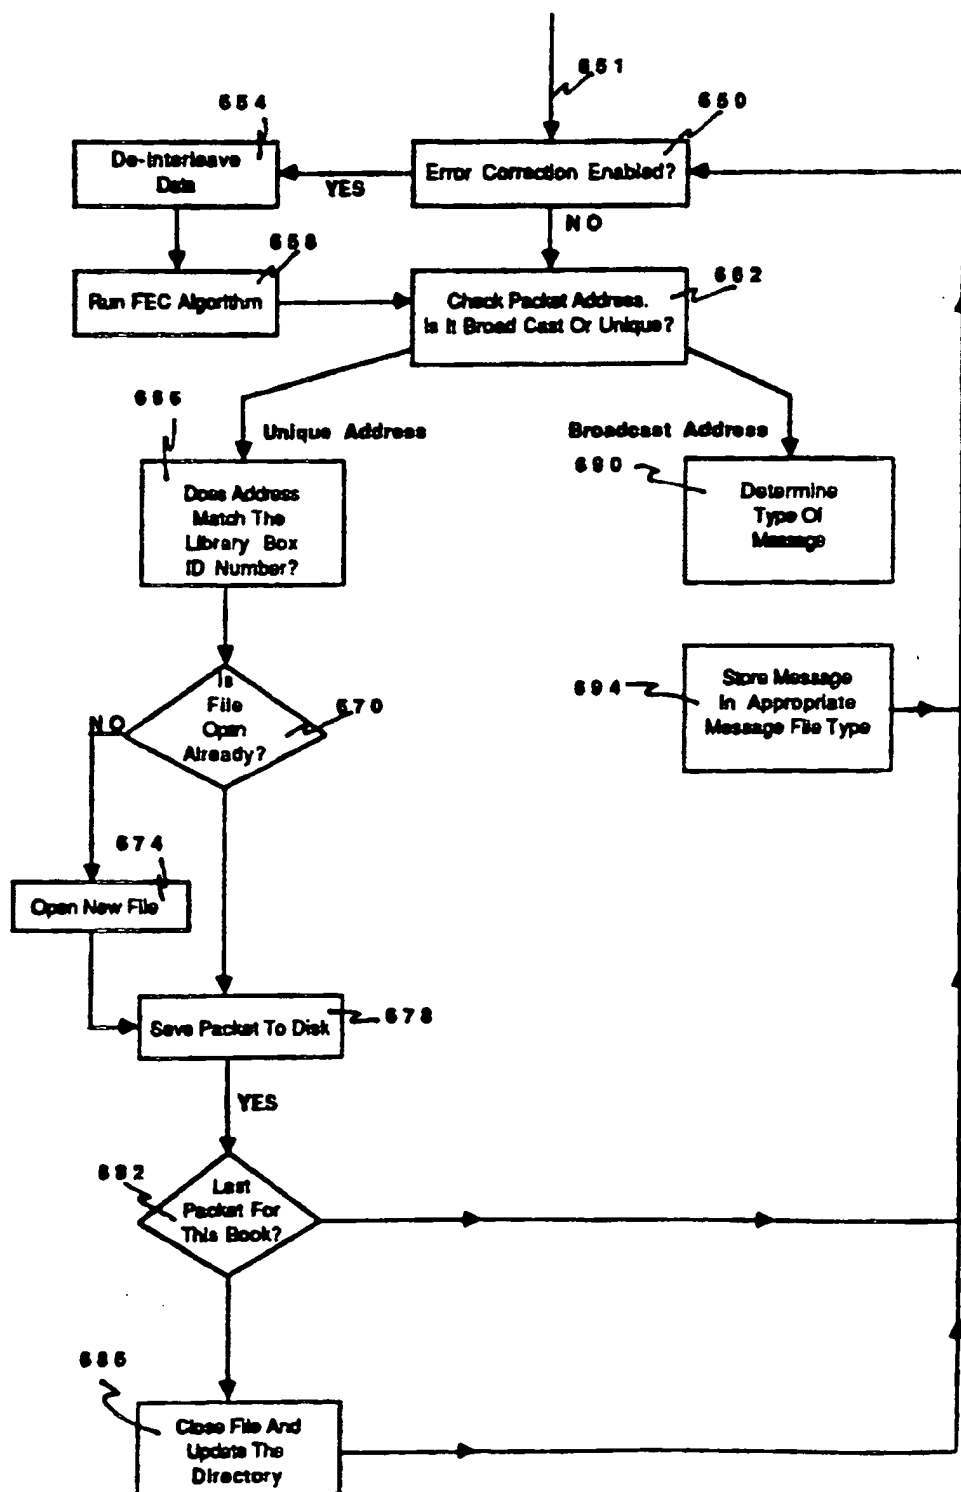 651
654
650
De-Interleave
Data
YES
Error Correction Enabled?
NO
658
662
Run FEC Algorithm
Check Packet Address.
Is It Broad Cast Or Unique?
666
Unique Address
Broadcast Address
690
Does Address
Match The
Library Box
ID Number?
Determine
Type Of
Message
Is
File
Open
Already?
670
NO
694
Store Message
In Appropriate
Message File Type
674
Open New File
Save Packet To Disk
678
YES
682
Last
Packet For
This Book?
686
Close File And
Update The
Directory